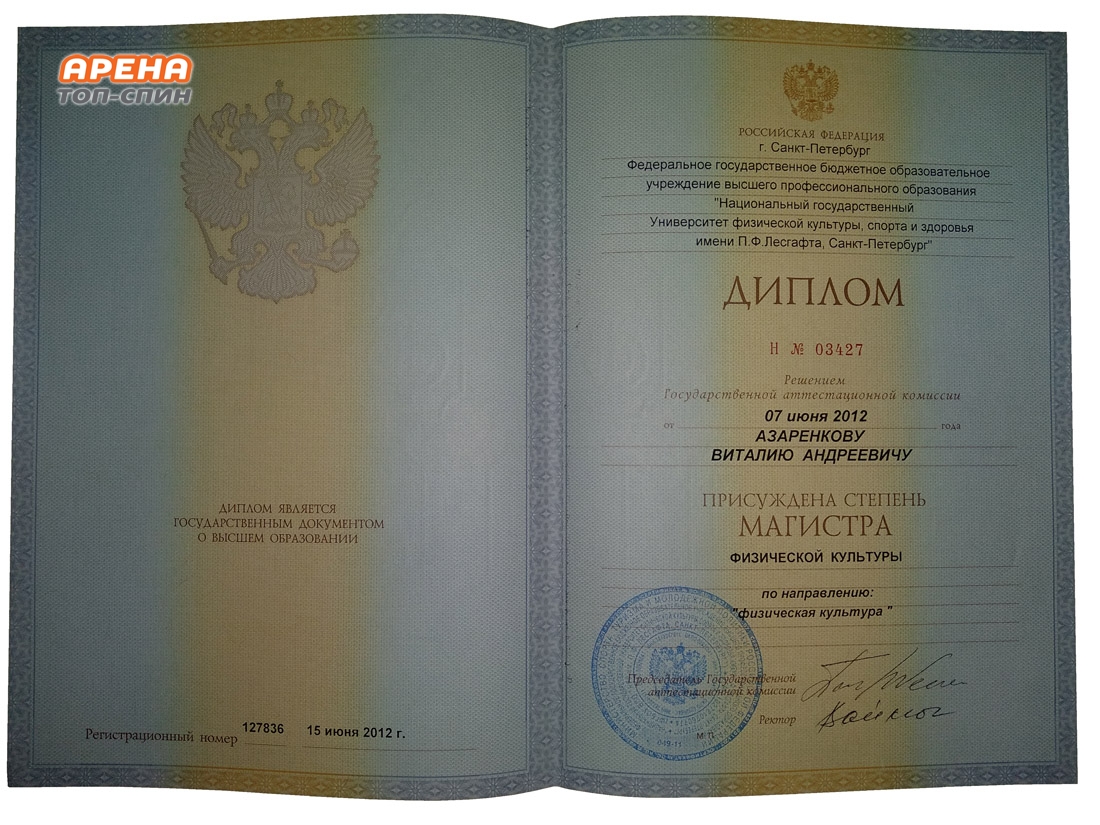 АРЕНА
ТОП-СПИН
ДИПЛОМ ЯВЛЯЕТСЯ
ГОСУДАРСТВЕННЫМ ДОКУМЕНТОМ
О ВЫСШЕМ ОБРАЗОВАНИИ
Регистрационный номер 127836 15 июня 2012 г.
РОССИЙСКАЯ ФЕДЕРАЦИЯ
г. Санкт-Петербург
Федеральное государственное бюджетное образовательное
учреждение высшего профессионального образования
"Национальный государственный
Университет физической культуры, спорта и здоровья
имени П.Ф.Лесгафта, Санкт-Петербург"
ДИПЛОМ
Н № 03427
Решением
Государственной аттестационной комиссии
от 07 июня 2012 года
АЗАРЕНКОВУ
ВИТАЛИЮ АНДРЕЕВИЧУ
ПРИСУЖДЕНА СТЕПЕНЬ
МАГИСТРА
ФИЗИЧЕСКОЙ КУЛЬТУРЫ
по направлению:
"физическая культура "
Председатель Государственной
аттестационной комиссии
Ректор
М.П.